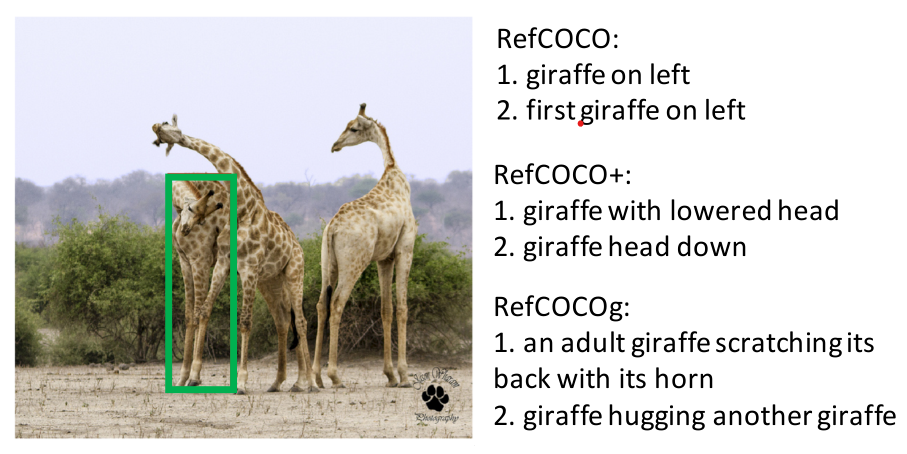 RefCOCO:
1. giraffe on left
2. first giraffe on left
RefCOCO+:
1. giraffe with lowered head
2. giraffe head down
RefCOCOg:
1. an adult giraffe scratching its
back with its horn
2. giraffe hugging another giraffe
Photography